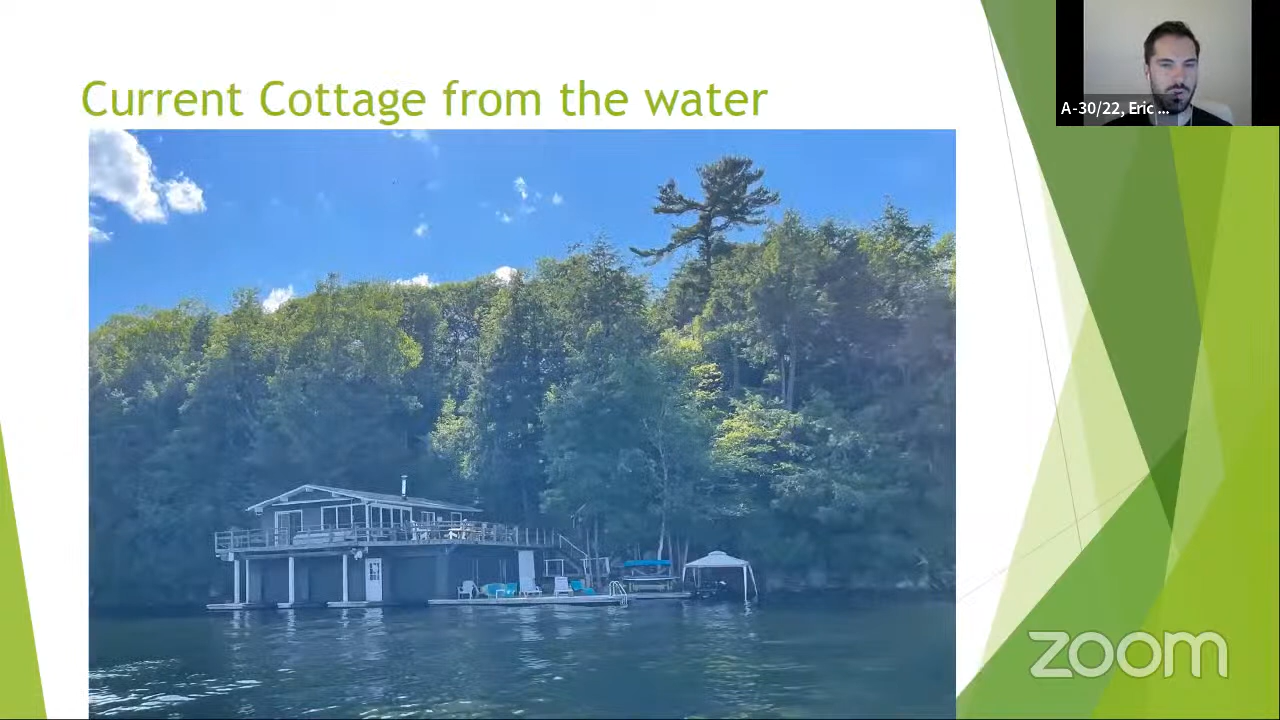 Current Cottage from the water
A-30/22, Eric ...
zoom